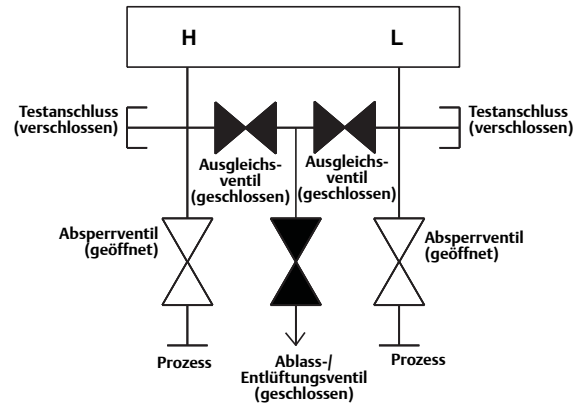 H
L
Testanschluss
(verschlossen)
Testanschluss
(verschlossen)
Ausgleichs-
ventil
(geschlossen)
Ausgleichs-
ventil
(geschlossen)
Absperrventil
(geöffnet)
Absperrventil
(geöffnet)
Prozess
Ablass-/
Entlüftungsventil
(geschlossen)
Prozess